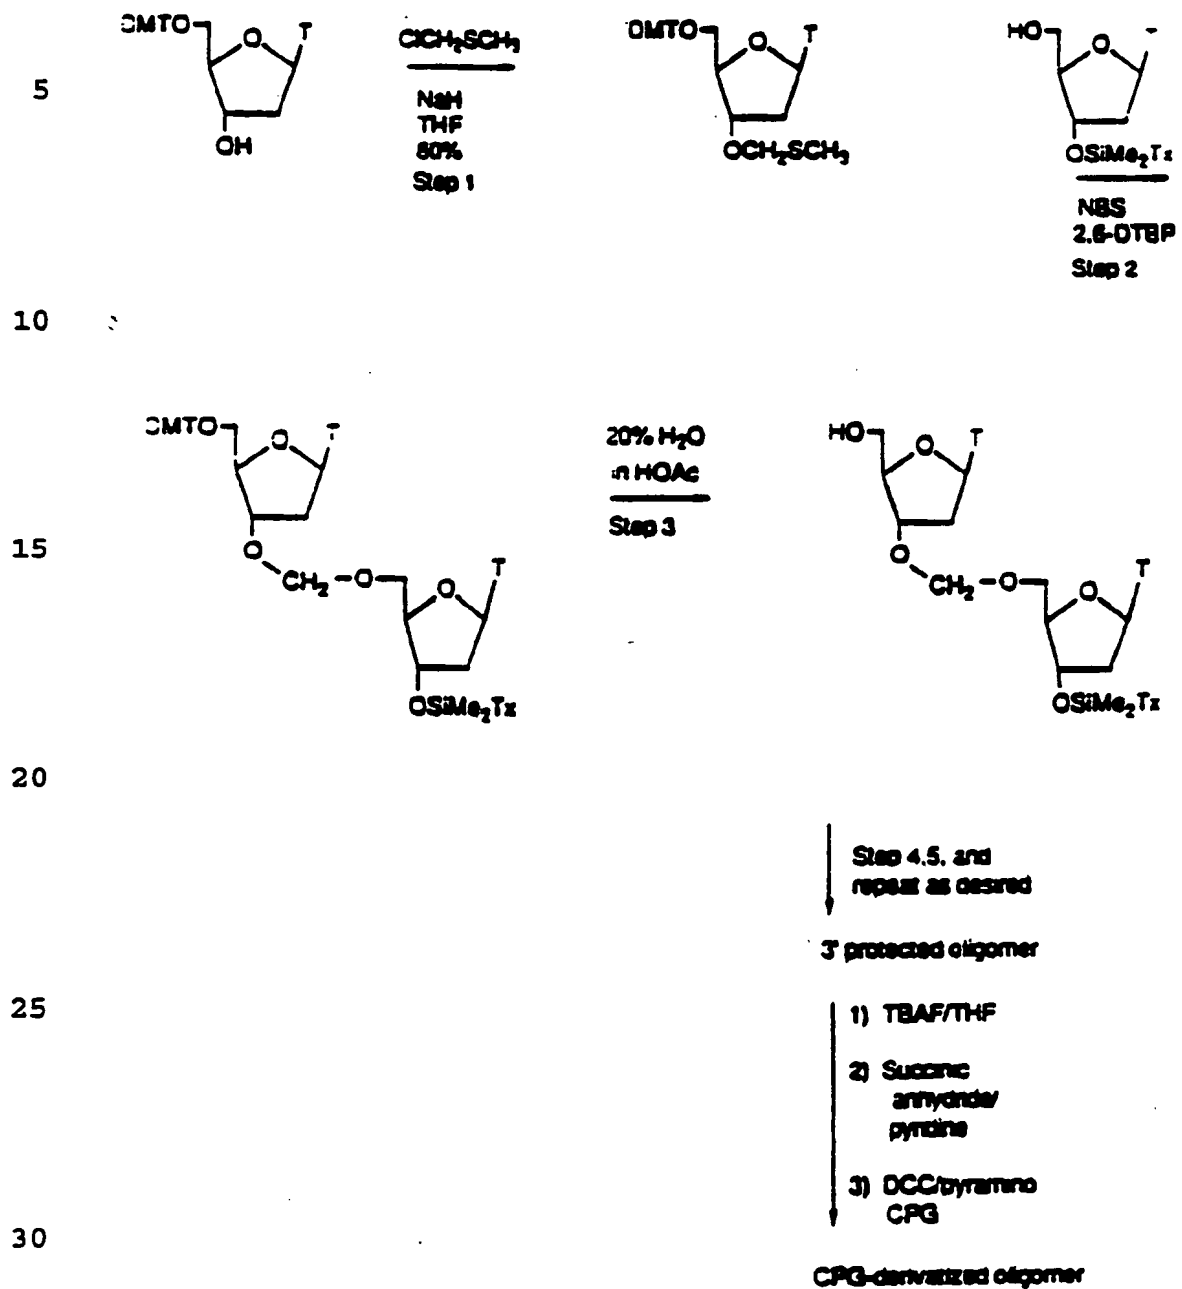 DMTO
O
T
ClCH₂SCH₃
DMTO
O
T
HO
O
5
NaH
THF
80%
Step 1
OH
OCH₂SCH₃
OSiMe₂Tx
NBS
2,6-DTBP
Step 2
10
DMTO
O
T
20% H₂O
in HOAc
Step 3
HO
O
T
15
O
CH₂
O
O
T
O
CH₂
O
O
T
OSiMe₂Tx
OSiMe₂Tx
20
Step 4,5, and
repeat as desired
3' protected oligomer
25
1) TBAF/THF
2) Succinic
anhydride/
pyridine
3) DCC/pyr/amino
CPG
30
CPG-derivatized oligomer